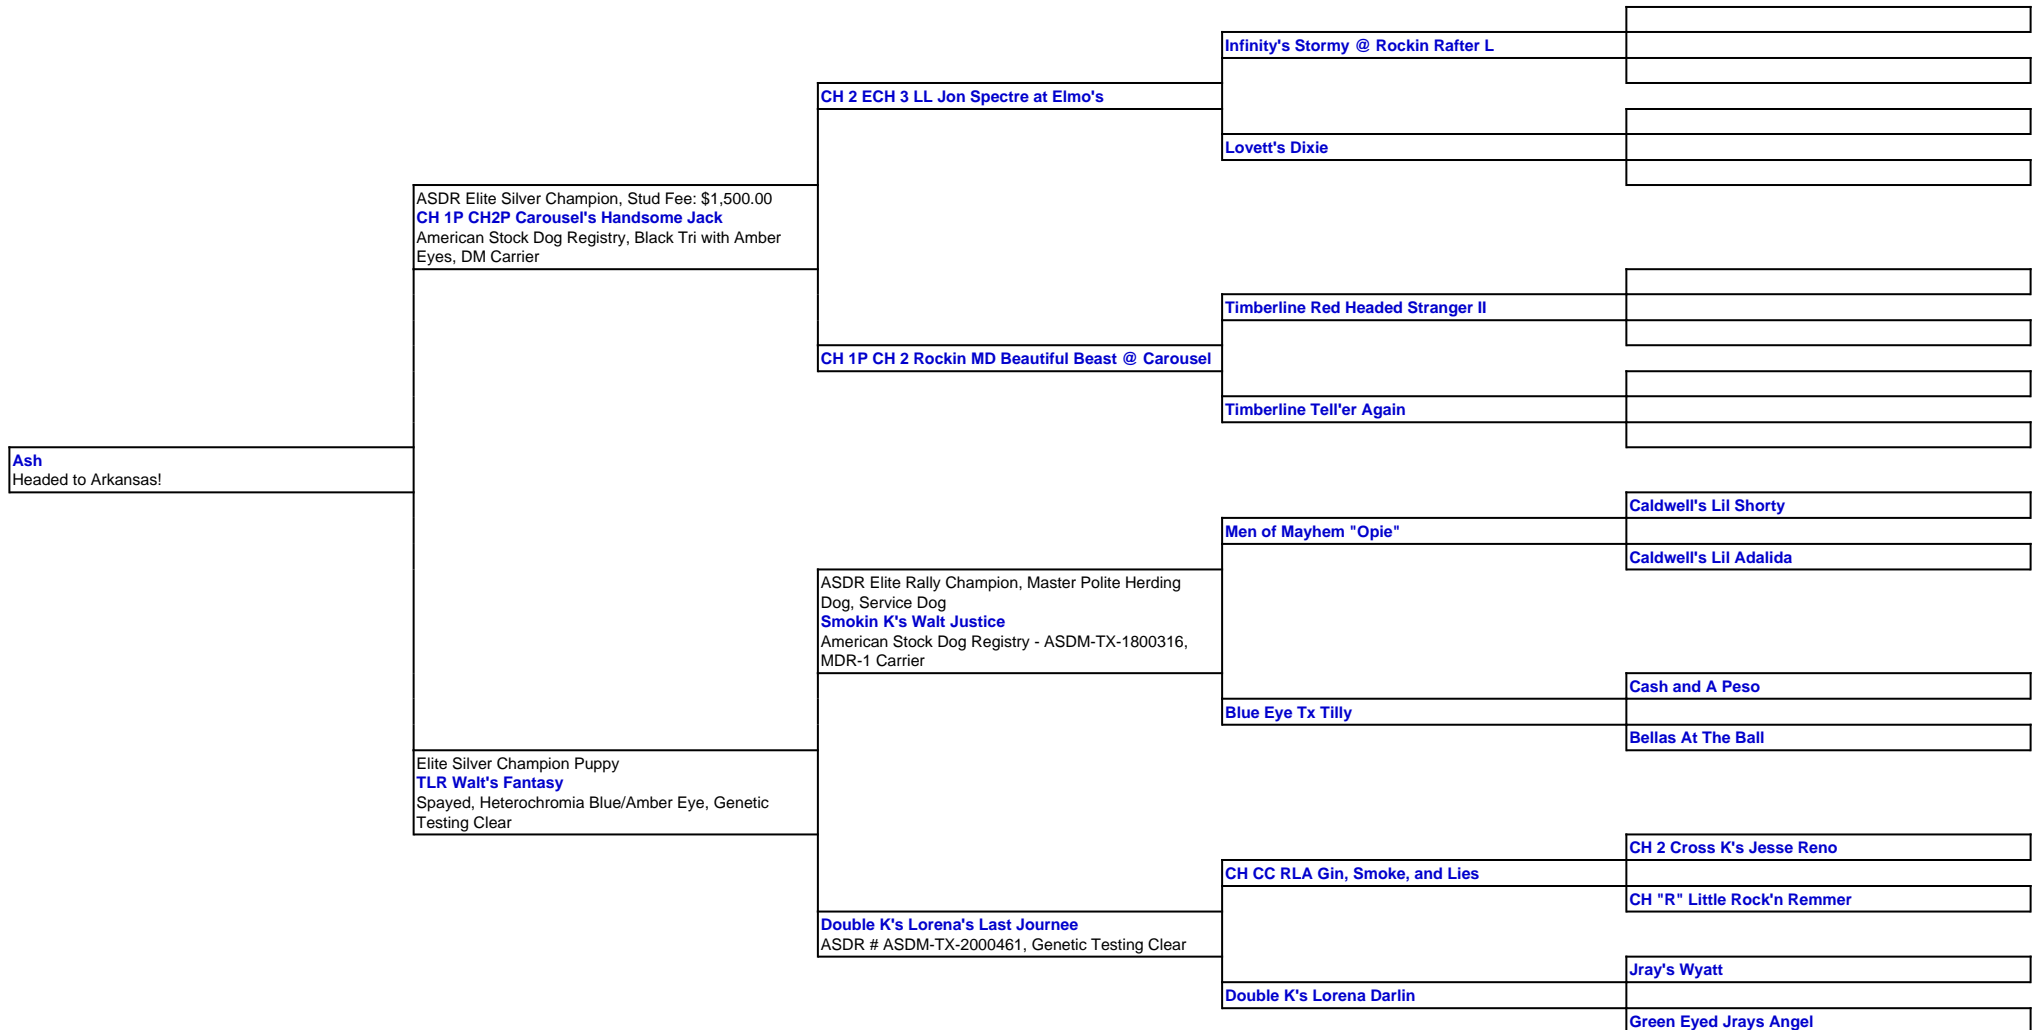 Infinity's Stormy @ Rockin Rafter L
CH 2 ECH 3 LL Jon Spectre at Elmo's
Lovett's Dixie
ASDR Elite Silver Champion, Stud Fee: $1,500.00
CH 1P CH2P Carousel's Handsome Jack
American Stock Dog Registry, Black Tri with Amber
Eyes, DM Carrier
Timberline Red Headed Stranger II
CH 1P CH 2 Rockin MD Beautiful Beast @ Carousel
Timberline Tell'er Again
Ash
Headed to Arkansas!
Caldwell's Lil Shorty
Men of Mayhem "Opie"
Caldwell's Lil Adalida
ASDR Elite Rally Champion, Master Polite Herding
Dog, Service Dog
Smokin K's Walt Justice
American Stock Dog Registry - ASDM-TX-1800316,
MDR-1 Carrier
Cash and A Peso
Blue Eye Tx Tilly
Bellas At The Ball
Elite Silver Champion Puppy
TLR Walt's Fantasy
Spayed, Heterochromia Blue/Amber Eye, Genetic
Testing Clear
CH 2 Cross K's Jesse Reno
CH CC RLA Gin, Smoke, and Lies
CH "R" Little Rock'n Remmer
Double K's Lorena's Last Journee
ASDR # ASDM-TX-2000461, Genetic Testing Clear
Jray's Wyatt
Double K's Lorena Darlin
Green Eyed Jrays Angel